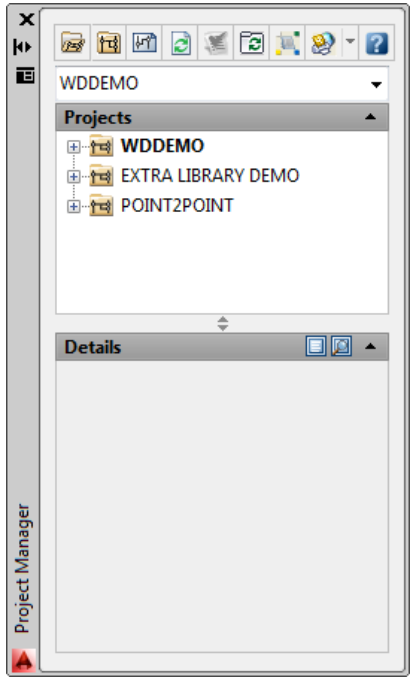 WDDEMO
Projects
WDDEMO
EXTRA LIBRARY DEMO
POINT2POINT
Details
Project Manager